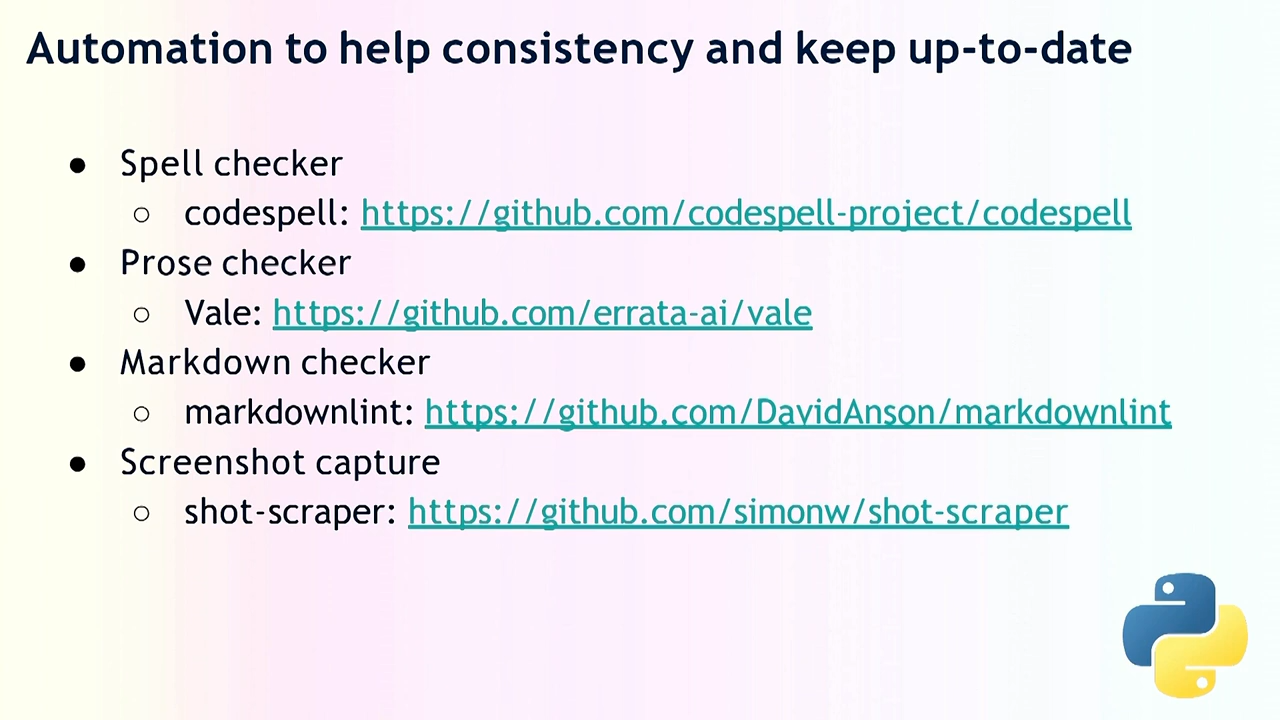 Automation to help consistency and keep up-to-date
● Spell checker
○ codespell: https://github.com/codespell-project/codespell
● Prose checker
○ Vale: https://github.com/errata-ai/vale
● Markdown checker
○ markdownlint: https://github.com/DavidAnson/markdownlint
● Screenshot capture
○ shot-scraper: https://github.com/simonw/shot-scraper